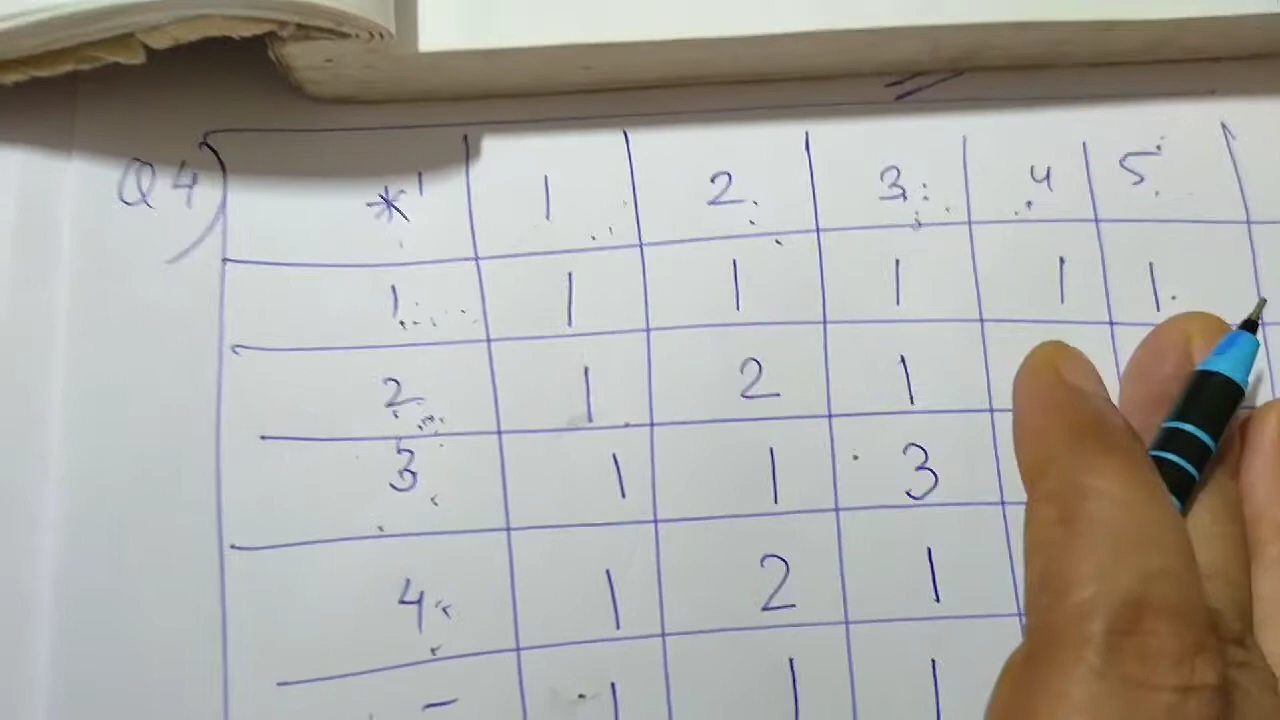 Q4) *' 1 2 3 4 5
1 1 1 1 1 1
2 1 2 1
3 1 1 3
4 1 2 1
1 1 1